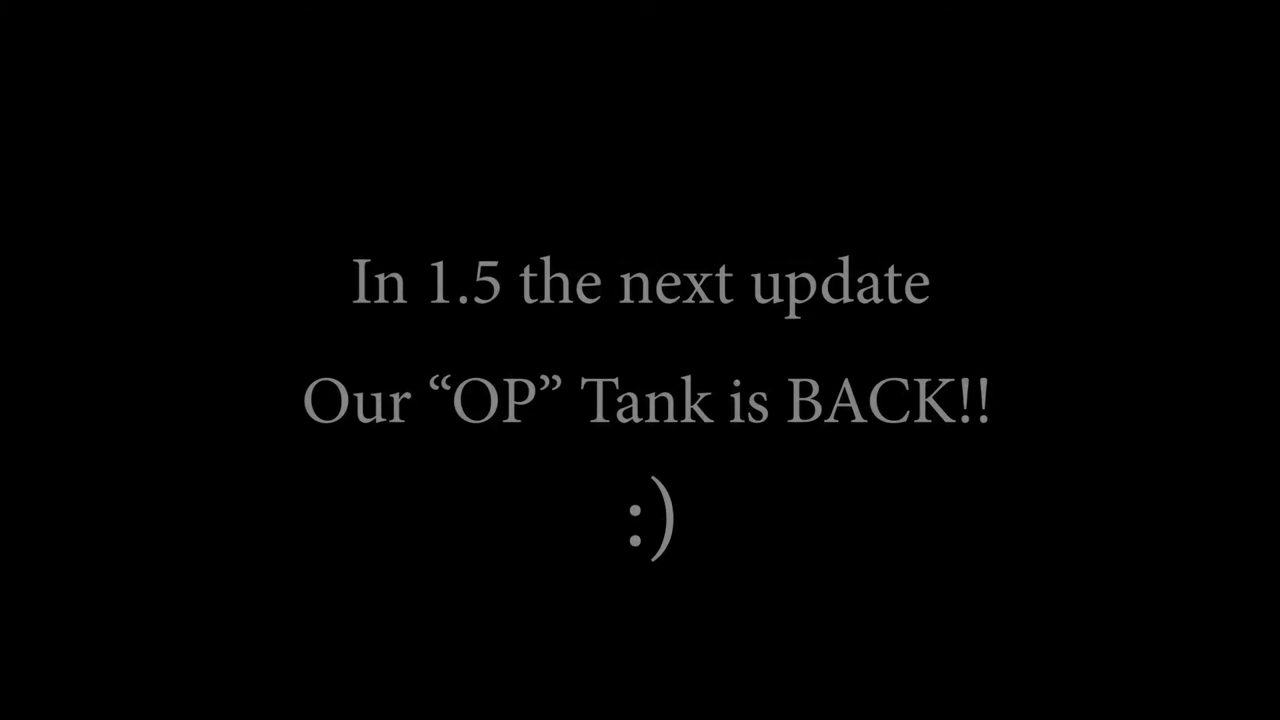 In 1.5 the next update
Our “OP” Tank is BACK!!
:)